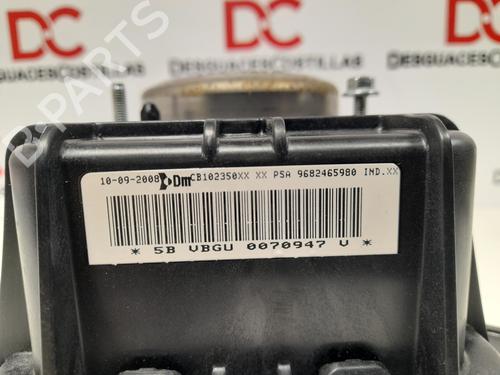 DC DC
DESGUACESCORTILLAS DESGUACESCORTILLAS
B-PARTS
10-09-2008 Dm CB102350XX XX PSA 9682465980 IND.XX
* 5B VBGU 0070947 V *